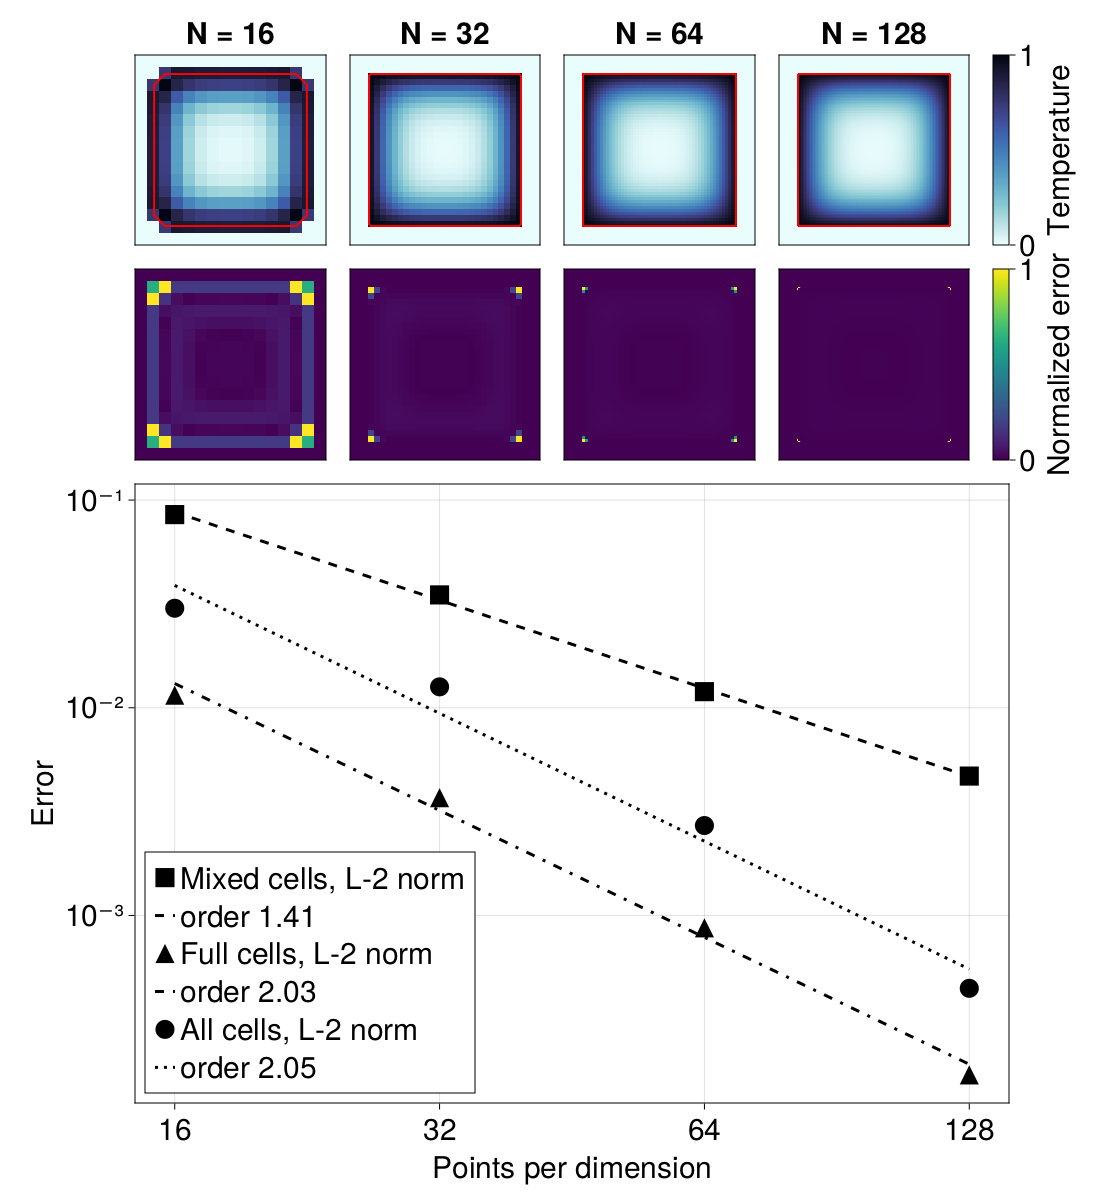 N = 16 N = 32 N = 64 N = 128
1
0
Temperature
1
0
Normalized error
10⁻¹
10⁻²
10⁻³
Error
Mixed cells, L-2 norm
order 1.41
Full cells, L-2 norm
order 2.03
All cells, L-2 norm
order 2.05
16 32 64 128
Points per dimension